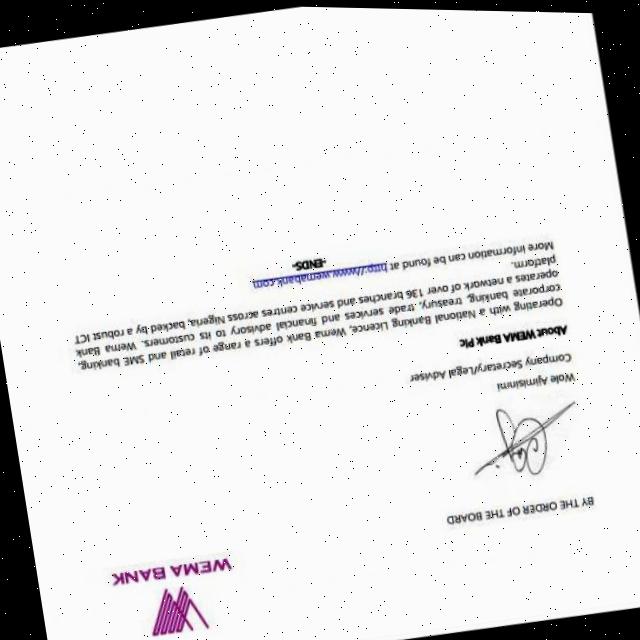 WEMA BANK
BY THE ORDER OF THE BOARD
Wole Ajimisinmi
Company Secretary/Legal Adviser
About WEMA Bank Plc
Operating with a National Banking Licence, Wema Bank offers a range of retail and SME banking,
corporate banking, treasury, trade services and financial advisory to its customers. Wema Bank
operates a network of over 136 branches and service centres across Nigeria, backed by a robust ICT
platform.
More information can be found at http://www.wemabank.com
-ENDS-